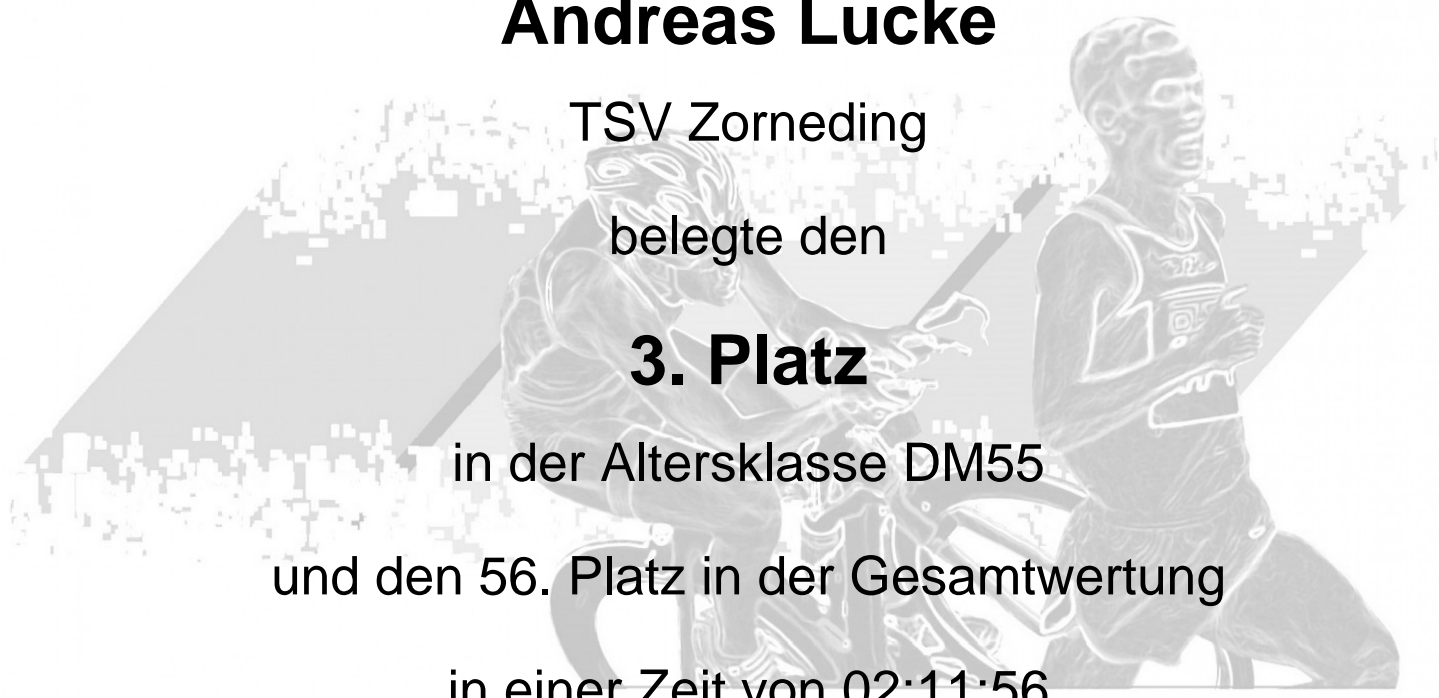 Andreas Lucke
TSV Zorneding
belegte den
3. Platz
in der Altersklasse DM55
und den 56. Platz in der Gesamtwertung
in einer Zeit von 02:11:56